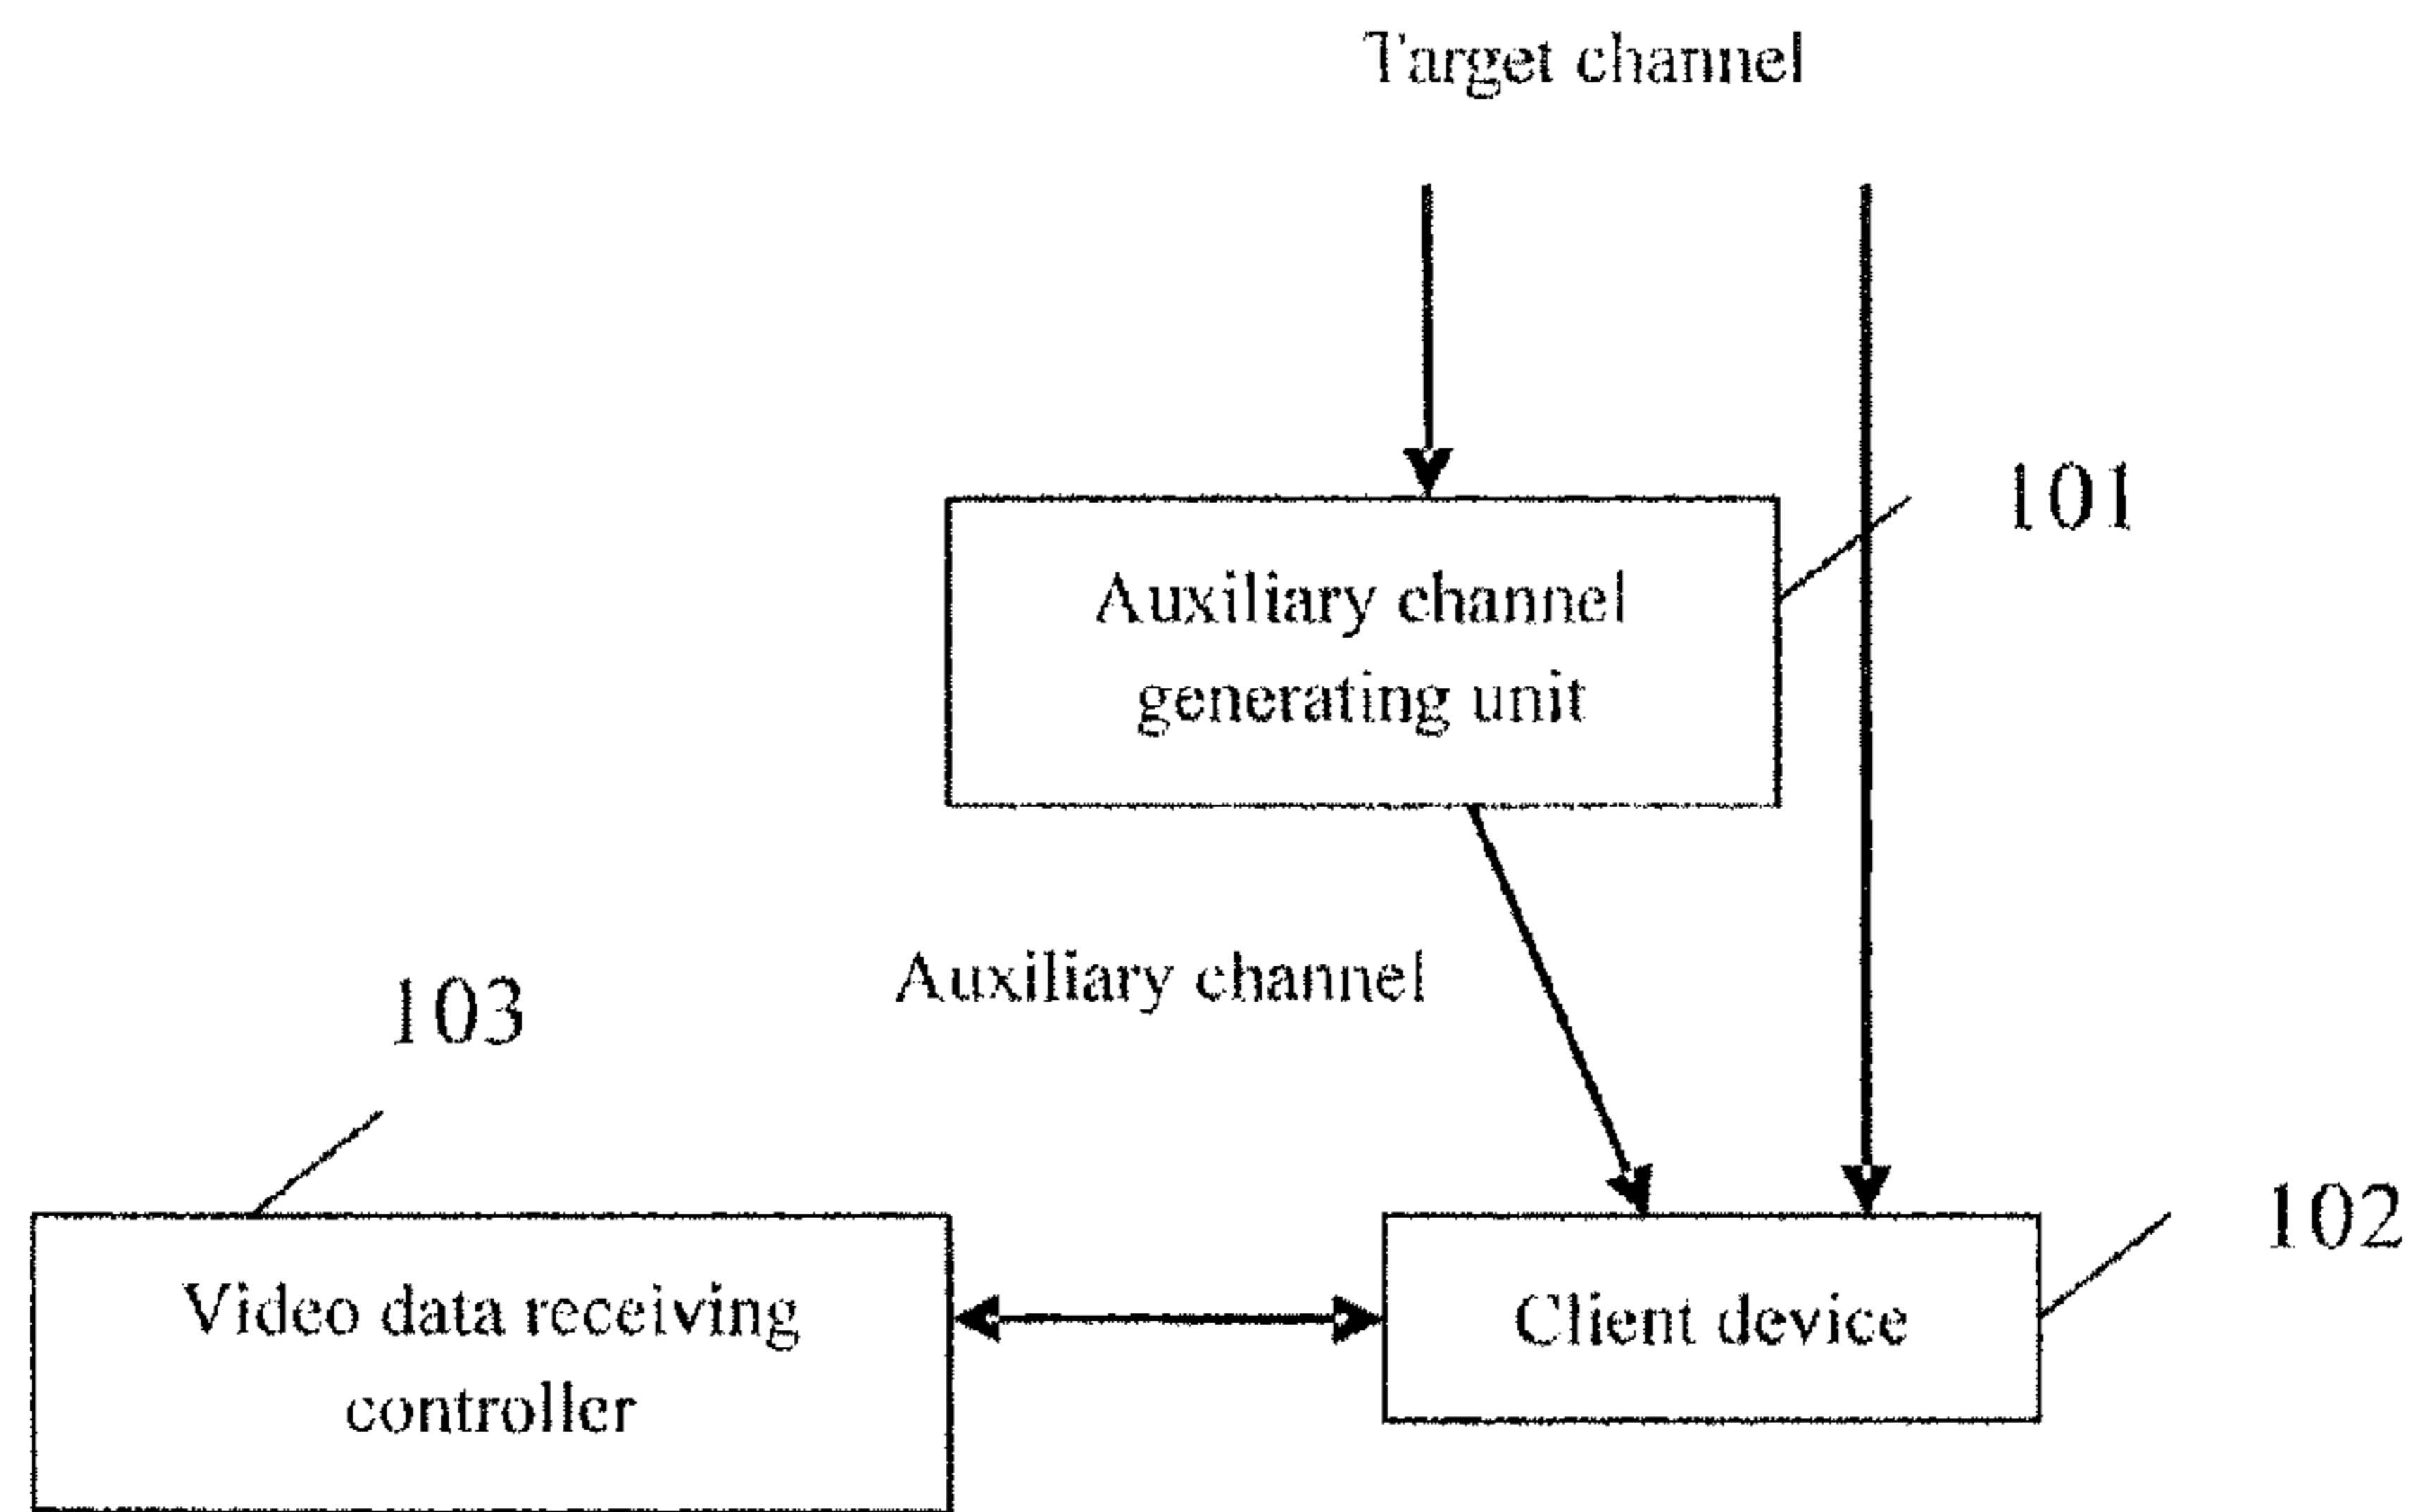 Target channel
101
Auxiliary channel
generating unit
Auxiliary channel
103
102
Video data receiving
controller
Client device